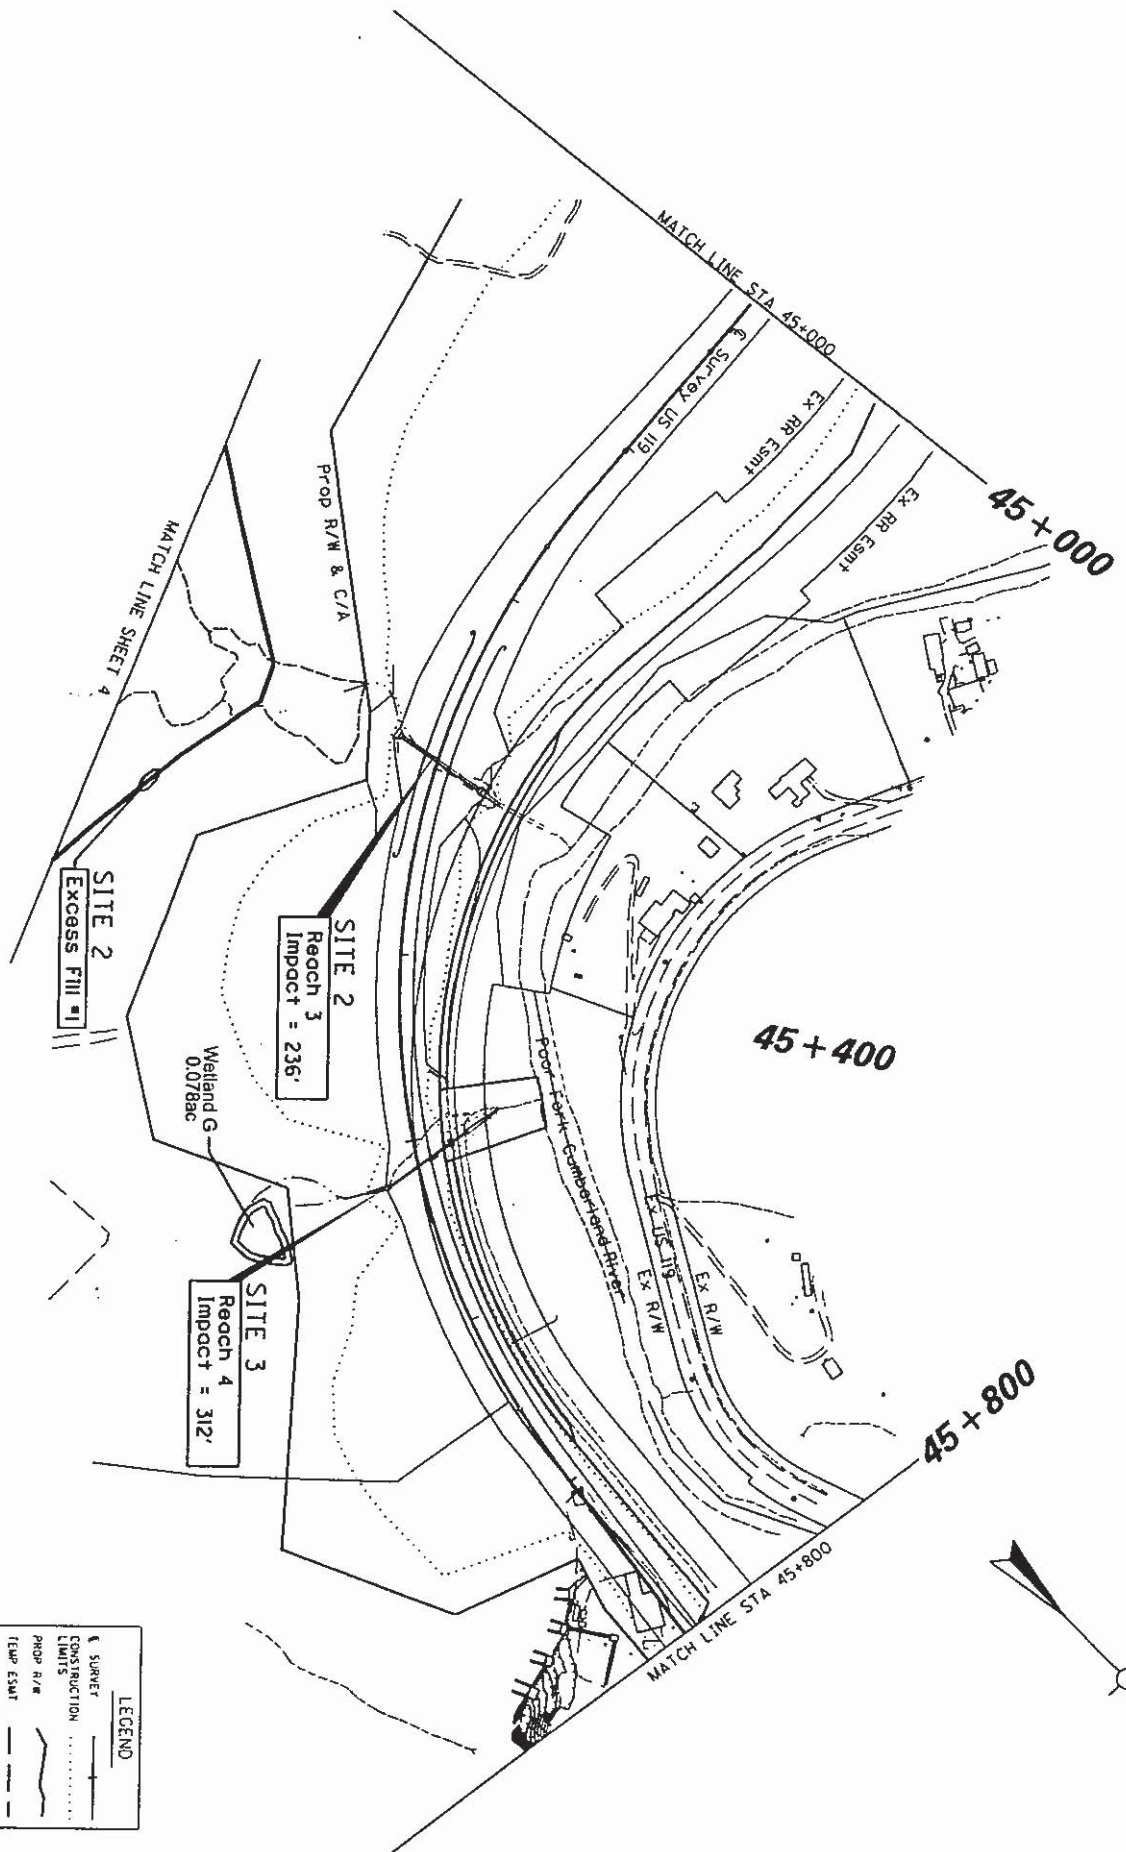 MATCH LINE STA 45+000
45+000
℄ Survey US 119
Ex RR Esmt
Ex RR Esmt
Prop R/W & C/A
MATCH LINE SHEET 4
SITE 2
Excess Fill #1
SITE 2
Reach 3
Impact = 236'
45+400
Poor Fork Cumberland River
Ex US 119
Ex R/W
Ex R/W
Wetland G
0.078ac
SITE 3
Reach 4
Impact = 312'
45+800
MATCH LINE STA 45+800
LEGEND
℄ SURVEY
CONSTRUCTION
LIMITS
PROP R/W
TEMP ESMT